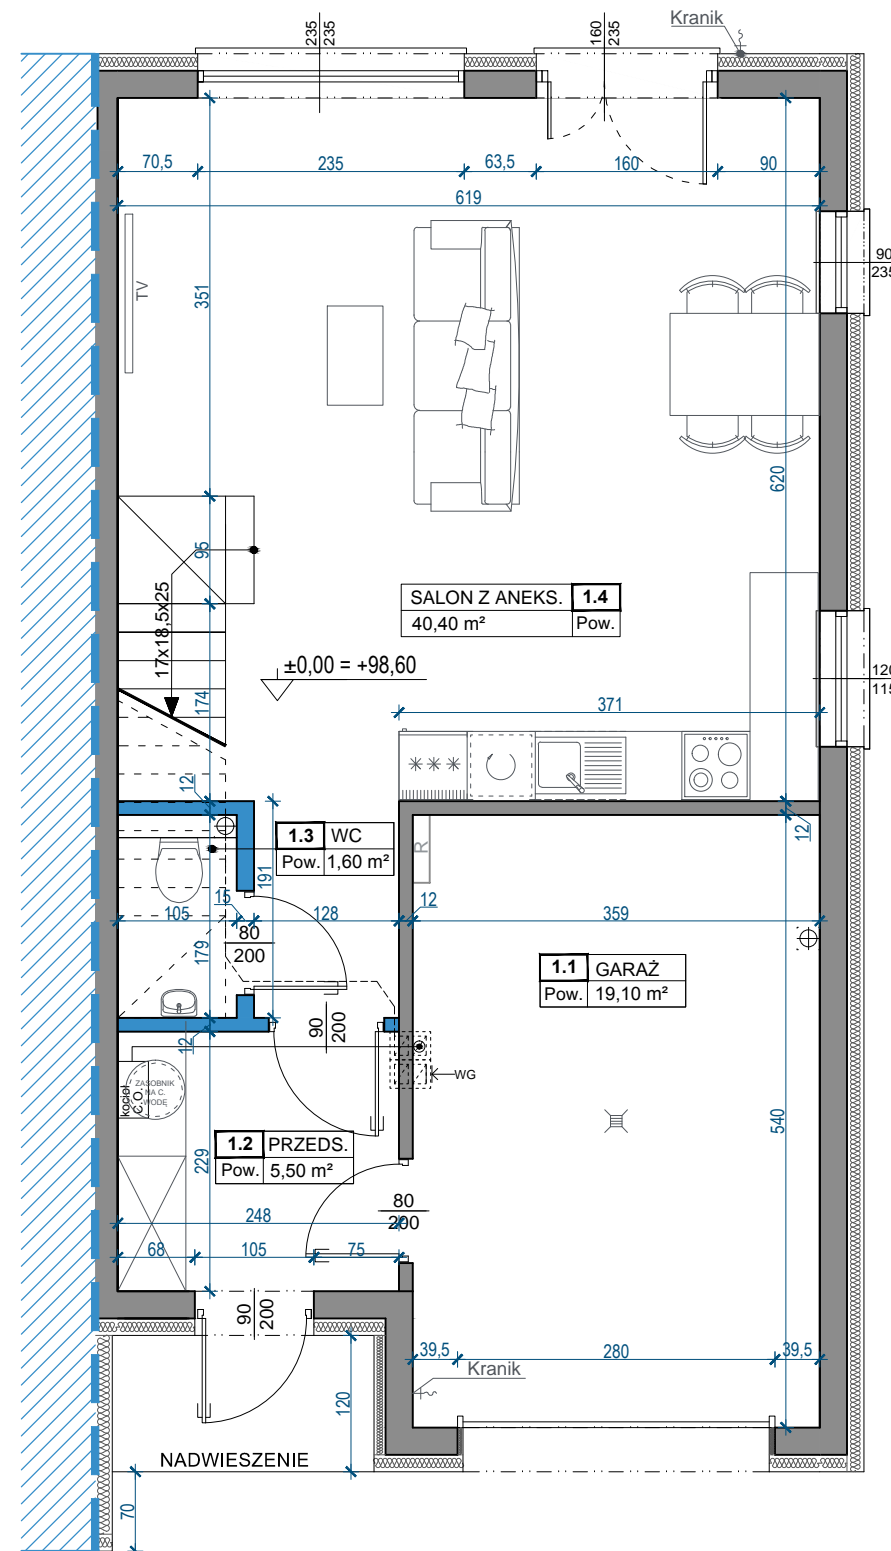 Kranik
235
235
160
235
70,5
235
63,5
160
90
619
90
235
TV
351
620
95
17x18,5x25
SALON Z ANEKS. 1.4
40,40 m² Pow.
±0,00 = +98,60
120
115
174
371
12
12
1.3 WC
Pow. 1,60 m²
R
191
105
15
128
12
359
80
200
179
1.1 GARAŻ
Pow. 19,10 m²
90
200
12
WG
kocioł
C.O.
ZASOBNIK
NA C.
WODĘ
540
1.2 PRZEDS.
Pow. 5,50 m²
229
80
200
248
68
105
75
90
200
39,5
280
39,5
Kranik
120
NADWIESZENIE
70